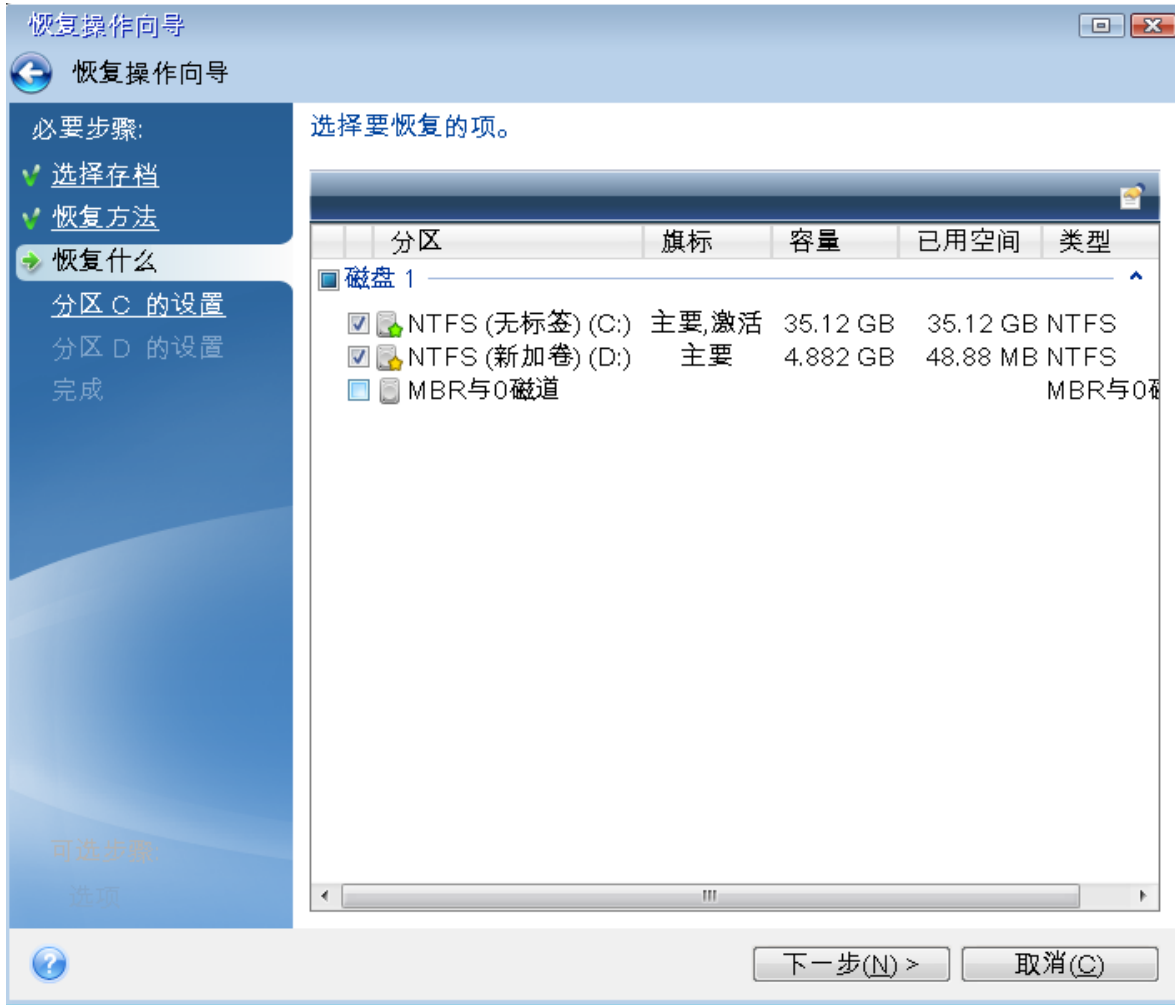 恢复操作向导
恢复操作向导
必要步骤:
选择存档
恢复方法
恢复什么
分区 C 的设置
分区 D 的设置
完成
可选步骤:
选项
选择要恢复的项。
分区 旗标 容量 已用空间 类型
磁盘 1
NTFS (无标签) (C:) 主要,激活 35.12 GB 35.12 GB NTFS
NTFS (新加卷) (D:) 主要 4.882 GB 48.88 MB NTFS
MBR与0磁道 MBR与0
下一步(N) > 取消(C)